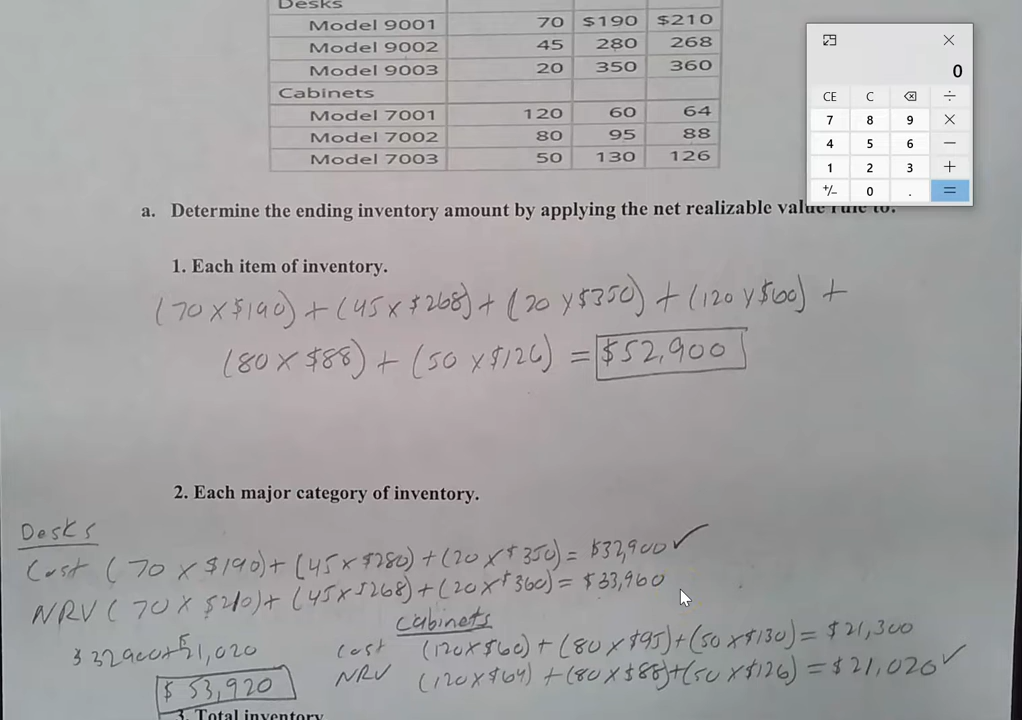 Desks
Model 9001 70 $190 $210
Model 9002 45 280 268
Model 9003 20 350 360
Cabinets
Model 7001 120 60 64
Model 7002 80 95 88
Model 7003 50 130 126
0
CE C ⌫ ÷
7 8 9 ×
4 5 6 −
1 2 3 +
+/− 0 . =
a. Determine the ending inventory amount by applying the net realizable value rule to:
1. Each item of inventory.
(70 x $190) + (45 x $268) + (20 x $350) + (120 x $60) +
(80 x $88) + (50 x $126) = $52,900
2. Each major category of inventory.
Desks
Cost (70 x $190) + (45 x $280) + (20 x $350) = $32,900 ✓
NRV (70 x $210) + (45 x $268) + (20 x $360) = $33,960
Cabinets
Cost (120 x $60) + (80 x $95) + (50 x $130) = $21,300
NRV (120 x $64) + (80 x $88) + (50 x $126) = $21,020 ✓
$32900 + $21,020
$53,920
3. Total inventory